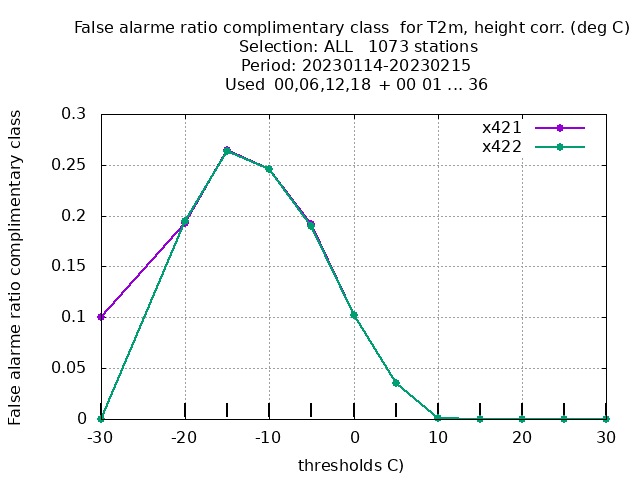 False alarme ratio complimentary class  for T2m, height corr. (deg C)
Selection: ALL   1073 stations
Period: 20230114-20230215
Used  00,06,12,18 + 00 01 ... 36
False alarme ratio complimentary class
0.3
0.25
0.2
0.15
0.1
0.05
0
x421
x422
-30 -20 -10 0 10 20 30
thresholds C)